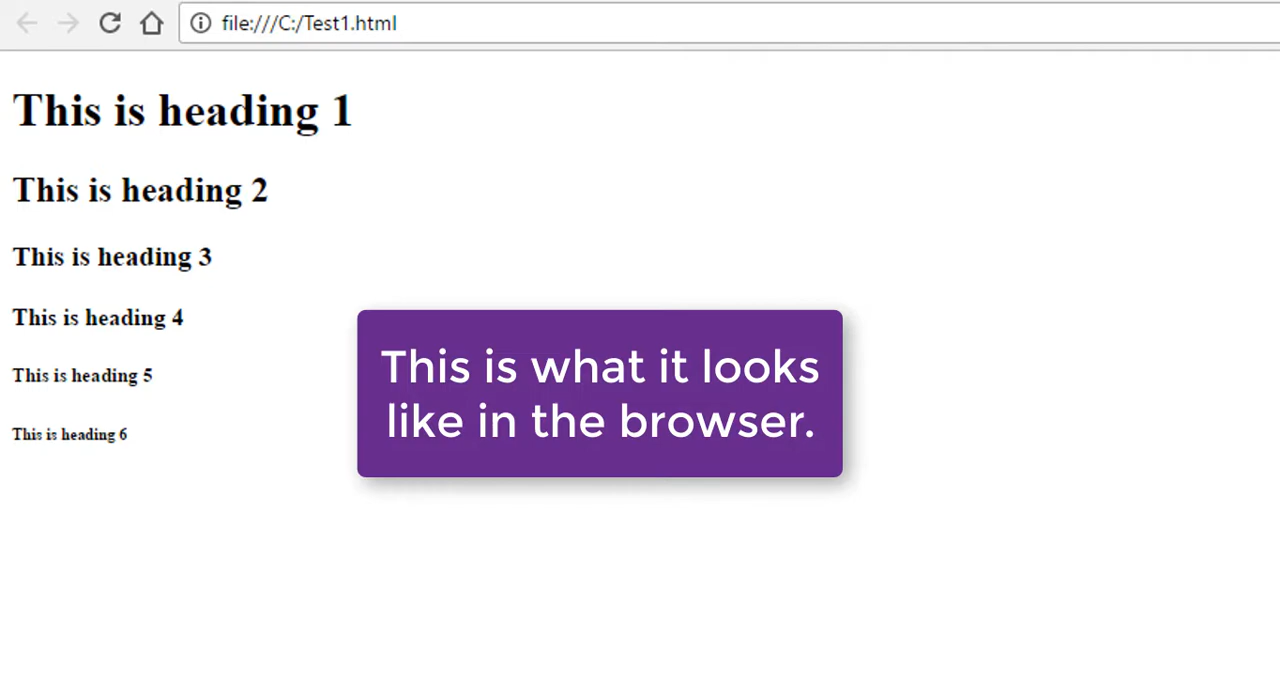 file:///C:/Test1.html
This is heading 1
This is heading 2
This is heading 3
This is heading 4
This is heading 5
This is heading 6
This is what it looks
like in the browser.